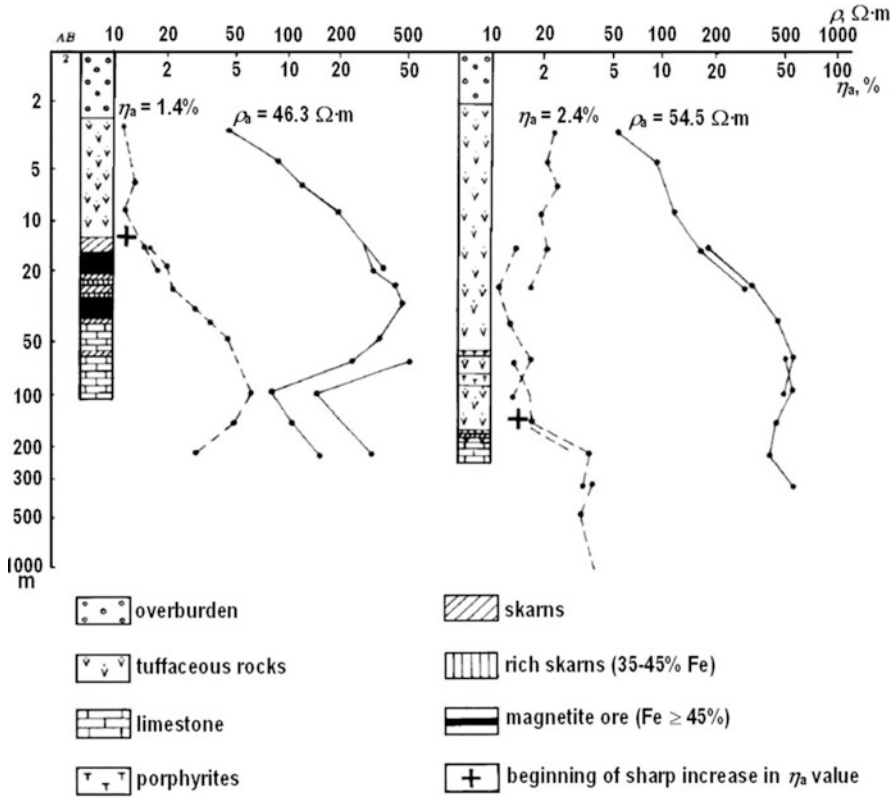 ρ, Ω·m
AB/2 10 20 50 100 200 500 10 20 50 100 200 500 1000
2 5 10 20 50 2 5 10 20 50 100 ηa, %
2
ηa = 1.4% ρa = 46.3 Ω·m ηa = 2.4% ρa = 54.5 Ω·m
5
10
20
50
100
200
300
500
1000
m
overburden skarns
tuffaceous rocks rich skarns (35-45% Fe)
limestone magnetite ore (Fe ≥ 45%)
porphyrites beginning of sharp increase in ηa value